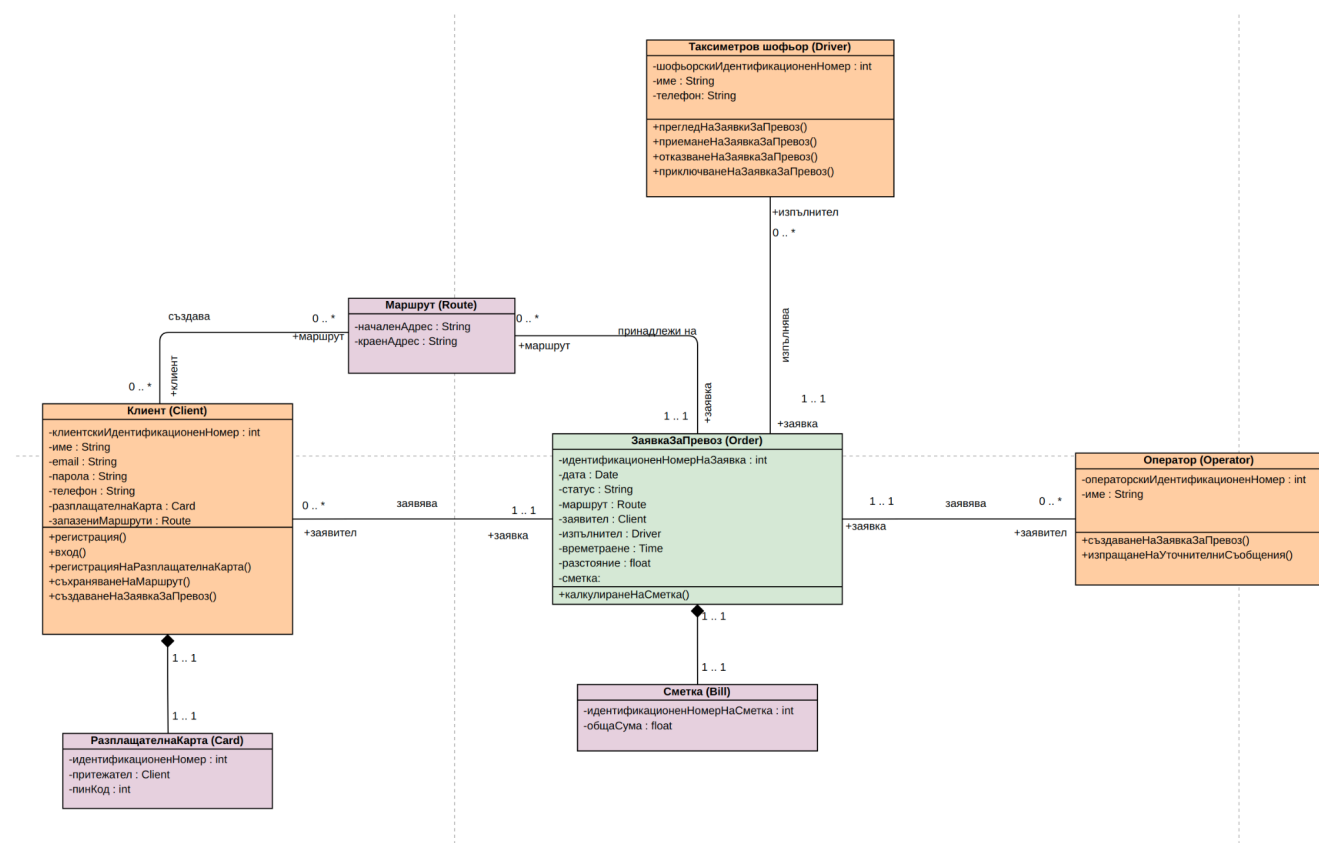 Таксиметров шофьор (Driver)
-шофьорскиИдентификационенНомер : int
-име : String
-телефон: String
+прегледНаЗаявкиЗаПревоз()
+приеманеНаЗаявкаЗаПревоз()
+отказванеНаЗаявкаЗаПревоз()
+приключванеНаЗаявкаЗаПревоз()
+изпълнител
0 .. *
изпълнява
1 .. 1
+заявка
Маршрут (Route)
-началенАдрес : String
-краенАдрес : String
създава
0 .. *
+маршрут
0 .. *
+клиент
0 .. *
+маршрут
принадлежи на
1 .. 1
+заявка
Клиент (Client)
-клиентскиИдентификационенНомер : int
-име : String
-email : String
-парола : String
-телефон : String
-разплащателнаКарта : Card
-запазениМаршрути : Route
+регистрация()
+вход()
+регистрацияНаРазплащателнаКарта()
+съхраняванеНаМаршрут()
+създаванеНаЗаявкаЗаПревоз()
0 .. *
заявява
1 .. 1
+заявител
+заявка
ЗаявкаЗаПревоз (Order)
-идентификационенНомерНаЗаявка : int
-дата : Date
-статус : String
-маршрут : Route
-заявител : Client
-изпълнител : Driver
-времетраене : Time
-разстояние : float
-сметка:
+калкулиранеНаСметка()
1 .. 1
заявява
0 .. *
+заявка
+заявител
Оператор (Operator)
-операторскиИдентификационенНомер : int
-име : String
+създаванеНаЗаявкаЗаПревоз()
+изпращанеНаУточнителниСъобщения()
1 .. 1
1 .. 1
Сметка (Bill)
-идентификационенНомерНаСметка : int
-общаСума : float
1 .. 1
1 .. 1
РазплащателнаКарта (Card)
-идентификационенНомер : int
-притежател : Client
-пинКод : int